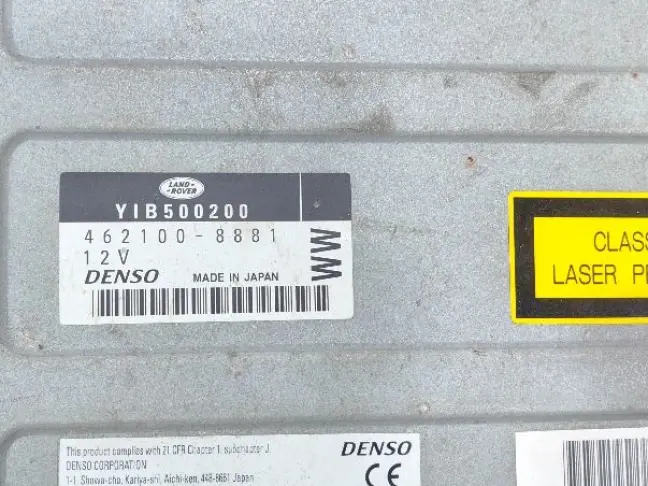 LAND-
ROVER
YIB500200
462100-8881
12V
WW
DENSO MADE IN JAPAN
CLASS
LASER
This product complies with 21 CFR Chapter 1, subchapter J.
DENSO CORPORATION
1-1, Showa-cho, Kariya-shi, Aichi-ken, 448-8661 Japan
DENSO
CE